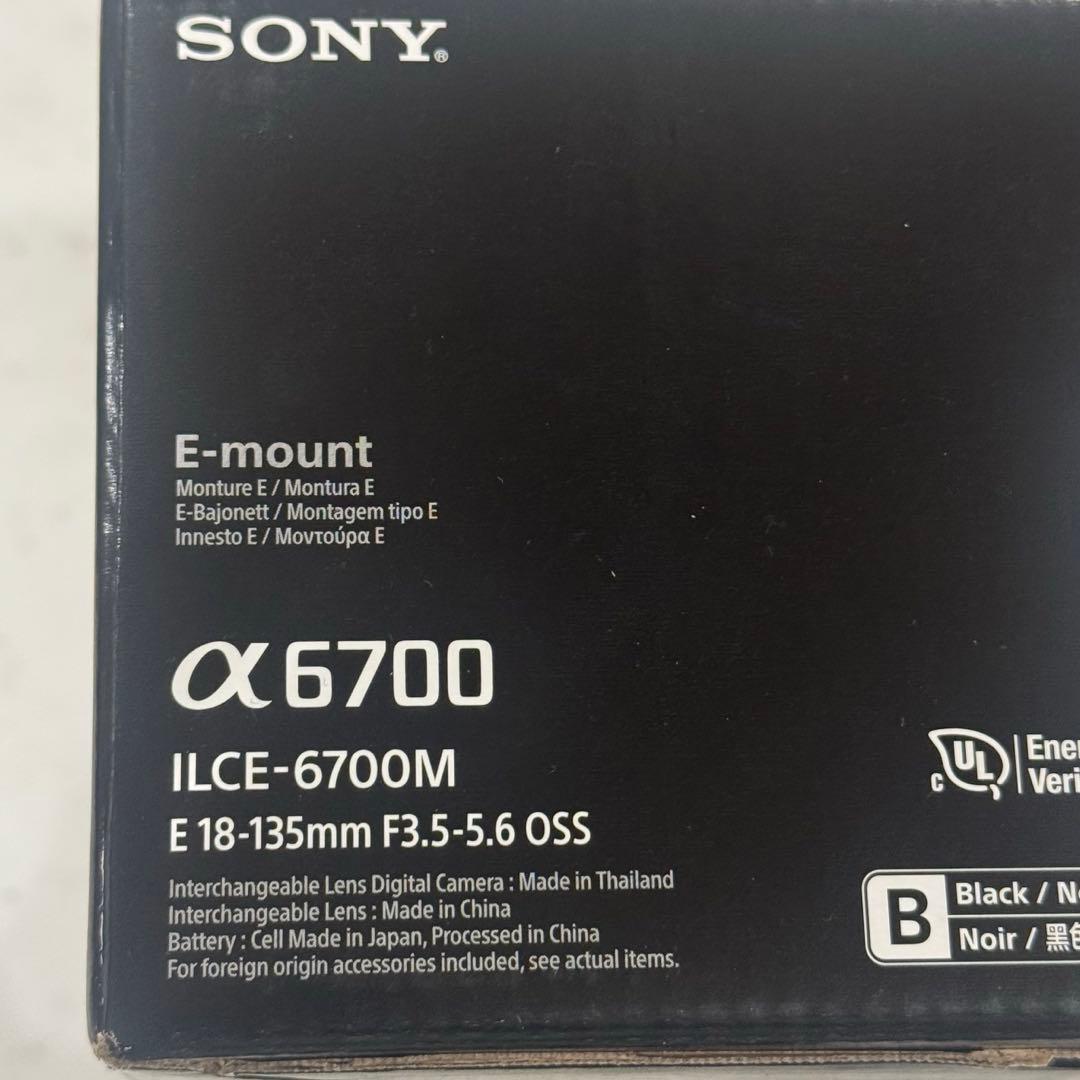 SONY®
E-mount
Monture E / Montura E
E-Bajonett / Montagem tipo E
Innesto E / Μοντούρα E
α6700
ILCE-6700M
E 18-135mm F3.5-5.6 OSS
Interchangeable Lens Digital Camera : Made in Thailand
Interchangeable Lens : Made in China
Battery : Cell Made in Japan, Processed in China
For foreign origin accessories included, see actual items.
c UL
B
Black /
Noir / 黑